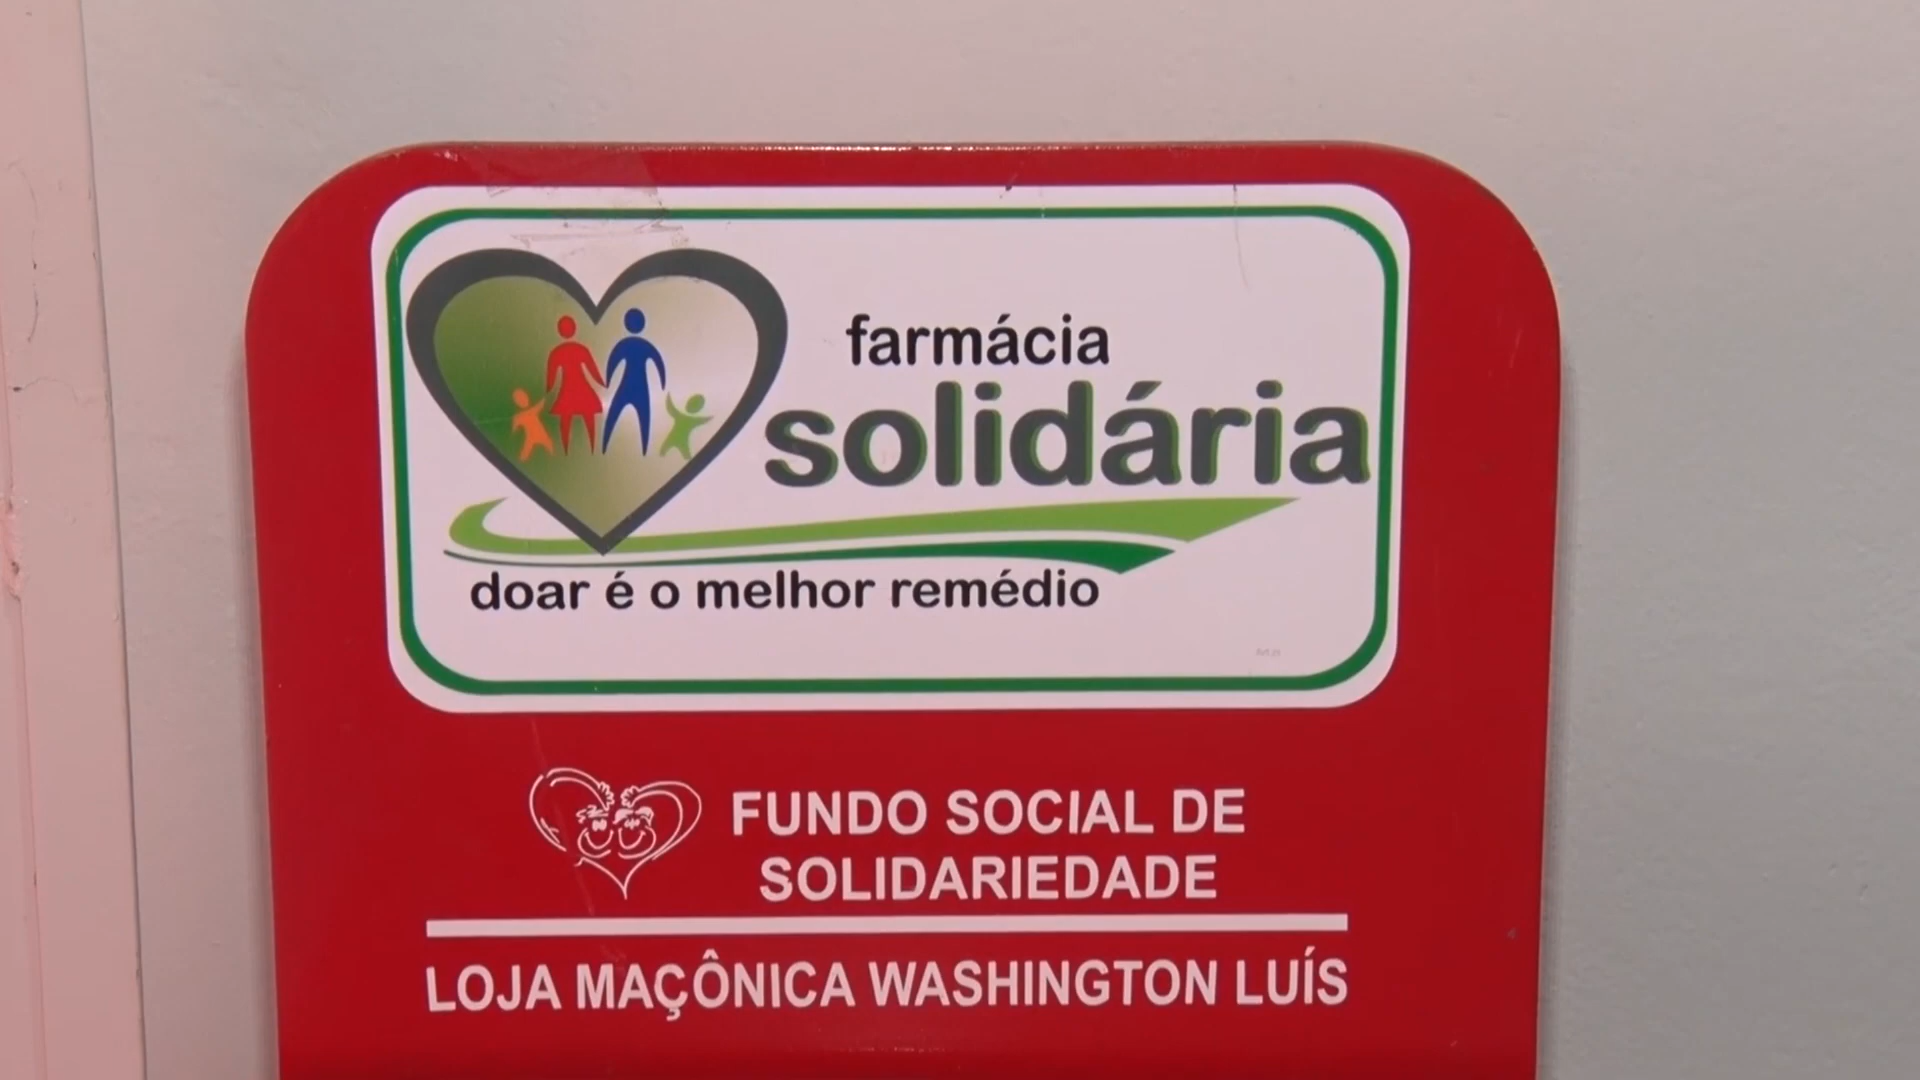 farmácia
solidária
doar é o melhor remédio
FUNDO SOCIAL DE
SOLIDARIEDADE
LOJA MAÇÔNICA WASHINGTON LUÍS